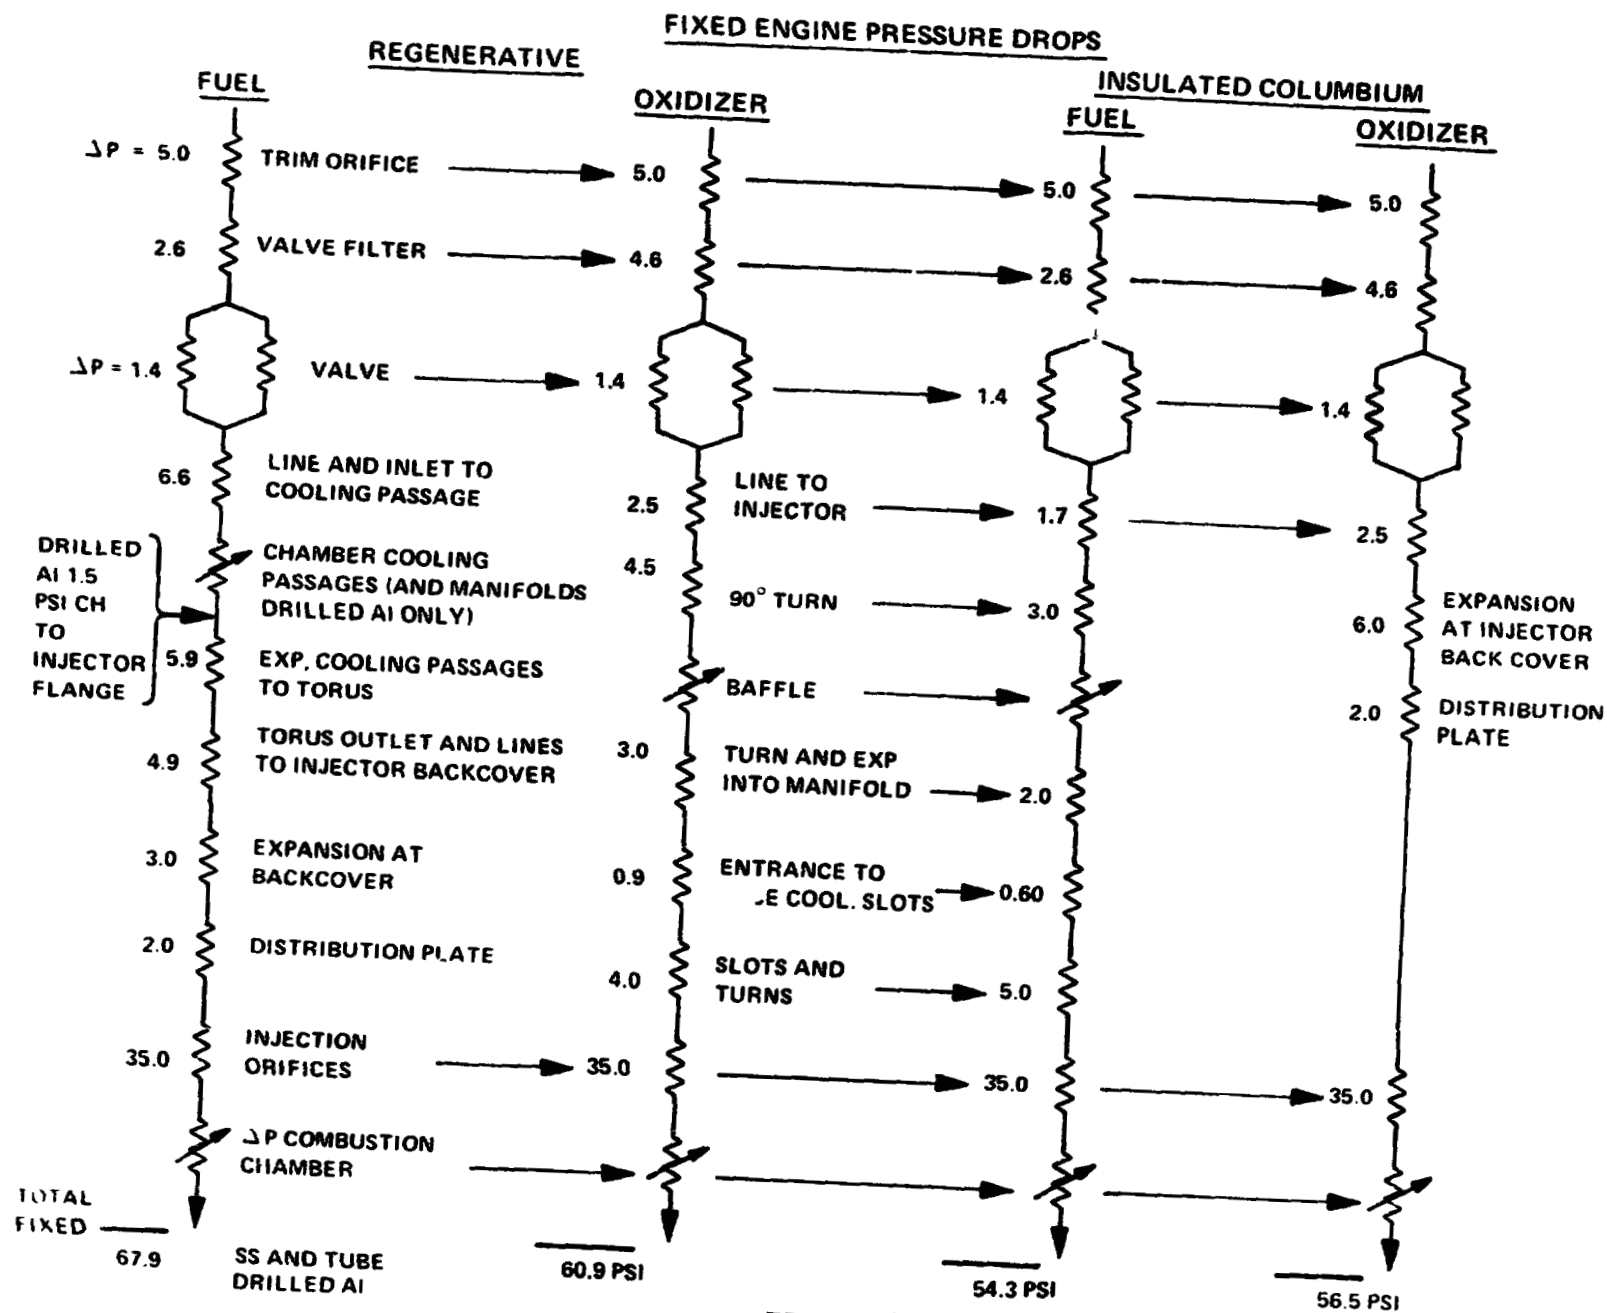 FIXED ENGINE PRESSURE DROPS
REGENERATIVE
INSULATED COLUMBIUM
FUEL
OXIDIZER
FUEL
OXIDIZER
ΔP = 5.0 TRIM ORIFICE 5.0 5.0 5.0
2.6 VALVE FILTER 4.6 2.6 4.6
ΔP = 1.4 VALVE 1.4 1.4 1.4
6.6 LINE AND INLET TO
COOLING PASSAGE
2.5 LINE TO
INJECTOR 1.7 2.5
DRILLED
Al 1.5
PSI CH
TO
INJECTOR
FLANGE
CHAMBER COOLING
PASSAGES (AND MANIFOLDS
DRILLED Al ONLY)
4.5 90° TURN 3.0
6.0 EXPANSION
AT INJECTOR
BACK COVER
5.9 EXP. COOLING PASSAGES
TO TORUS
BAFFLE
2.0 DISTRIBUTION
PLATE
4.9 TORUS OUTLET AND LINES
TO INJECTOR BACKCOVER
3.0 TURN AND EXP
INTO MANIFOLD 2.0
3.0 EXPANSION AT
BACKCOVER
0.9 ENTRANCE TO
COOL. SLOTS 0.60
2.0 DISTRIBUTION PLATE
4.0 SLOTS AND
TURNS 5.0
35.0 INJECTION
ORIFICES 35.0 35.0 35.0
ΔP COMBUSTION
CHAMBER
TOTAL
FIXED
67.9 SS AND TUBE
DRILLED Al
60.9 PSI
54.3 PSI
56.5 PSI